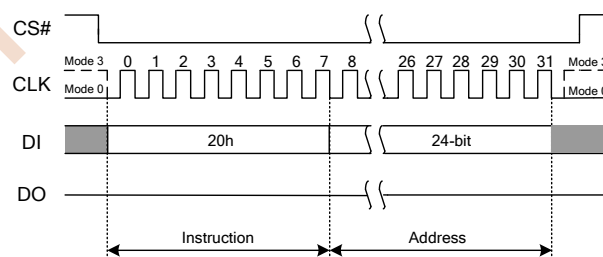 CS#
Mode 3 0 1 2 3 4 5 6 7 8 26 27 28 29 30 31 Mode 3
CLK
Mode 0 Mode 0
DI 20h 24-bit
DO
Instruction Address